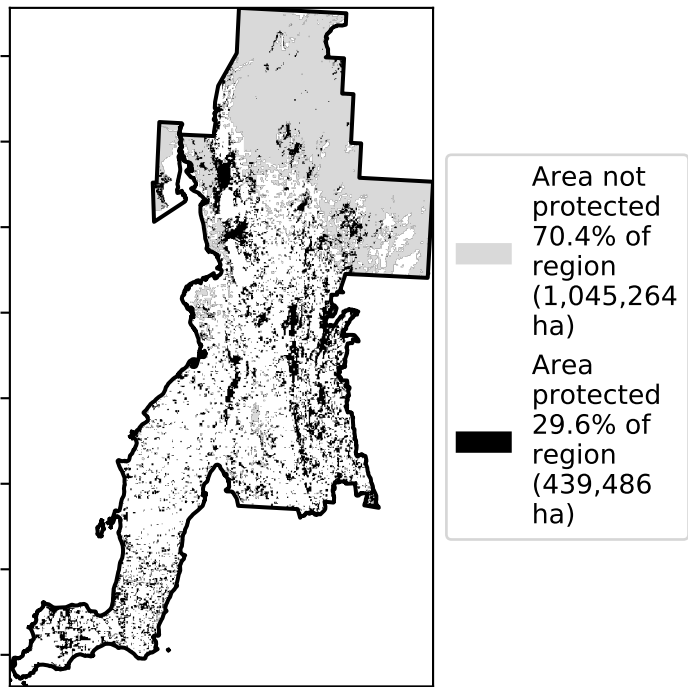 Area not
protected
70.4% of
region
(1,045,264
ha)
Area
protected
29.6% of
region
(439,486
ha)